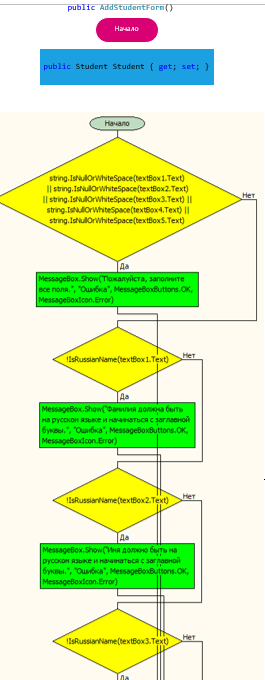 public AddStudentForm()
Начало
public Student Student { get; set; }
Начало
string.IsNullOrWhiteSpace(textBox1.Text)
|| string.IsNullOrWhiteSpace(textBox2.Text)
|| string.IsNullOrWhiteSpace(textBox3.Text) ||
string.IsNullOrWhiteSpace(textBox4.Text) ||
string.IsNullOrWhiteSpace(textBox5.Text)
Нет
Да
MessageBox.Show("Пожалуйста, заполните
все поля.", "Ошибка", MessageBoxButtons.OK,
MessageBoxIcon.Error)
!IsRussianName(textBox1.Text)
Нет
Да
MessageBox.Show("Фамилия должна быть
на русском языке и начинаться с заглавной
буквы.", "Ошибка", MessageBoxButtons.OK,
MessageBoxIcon.Error)
!IsRussianName(textBox2.Text)
Нет
Да
MessageBox.Show("Имя должно быть на
русском языке и начинаться с заглавной
буквы.", "Ошибка", MessageBoxButtons.OK,
MessageBoxIcon.Error)
!IsRussianName(textBox3.Text)
Нет
Да